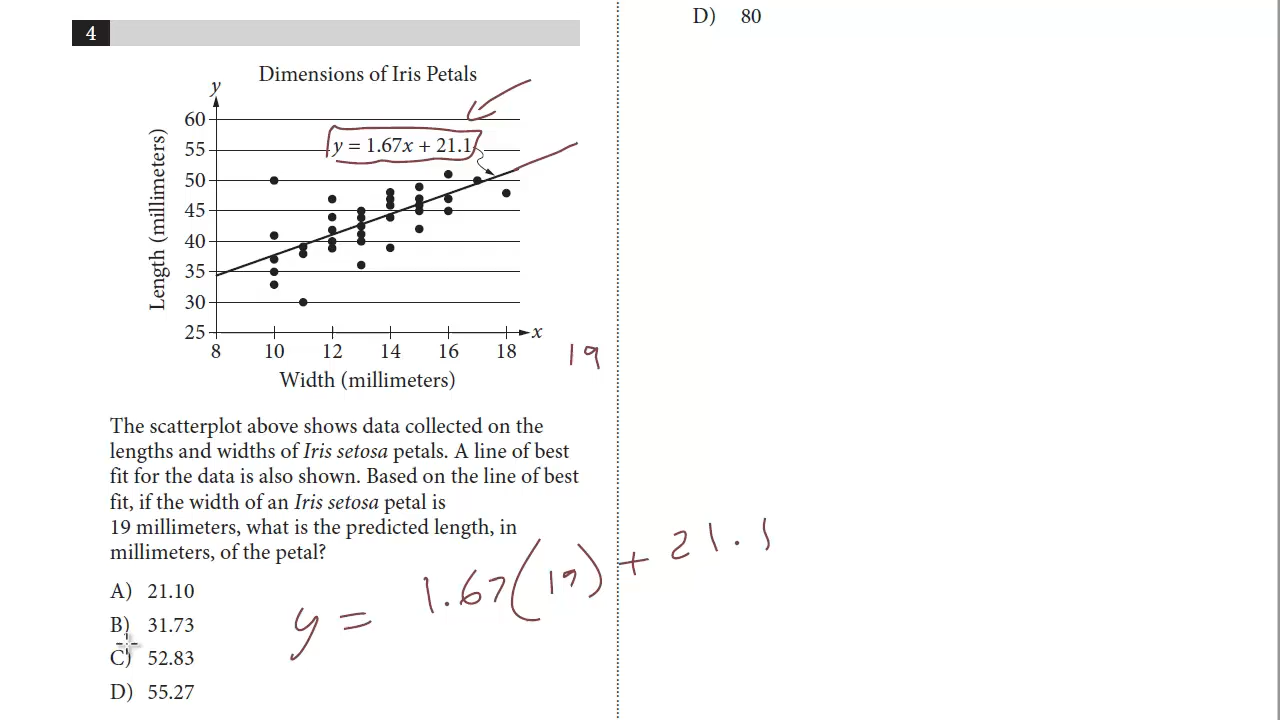 4
Dimensions of Iris Petals
y
60
55
50
45
40
35
30
25
Length (millimeters)
y = 1.67x + 21.1
8 10 12 14 16 18
x
Width (millimeters)
19
The scatterplot above shows data collected on the
lengths and widths of Iris setosa petals. A line of best
fit for the data is also shown. Based on the line of best
fit, if the width of an Iris setosa petal is
19 millimeters, what is the predicted length, in
millimeters, of the petal?
A) 21.10
B) 31.73
C) 52.83
D) 55.27
y = 1.67(19) + 21.1
D) 80